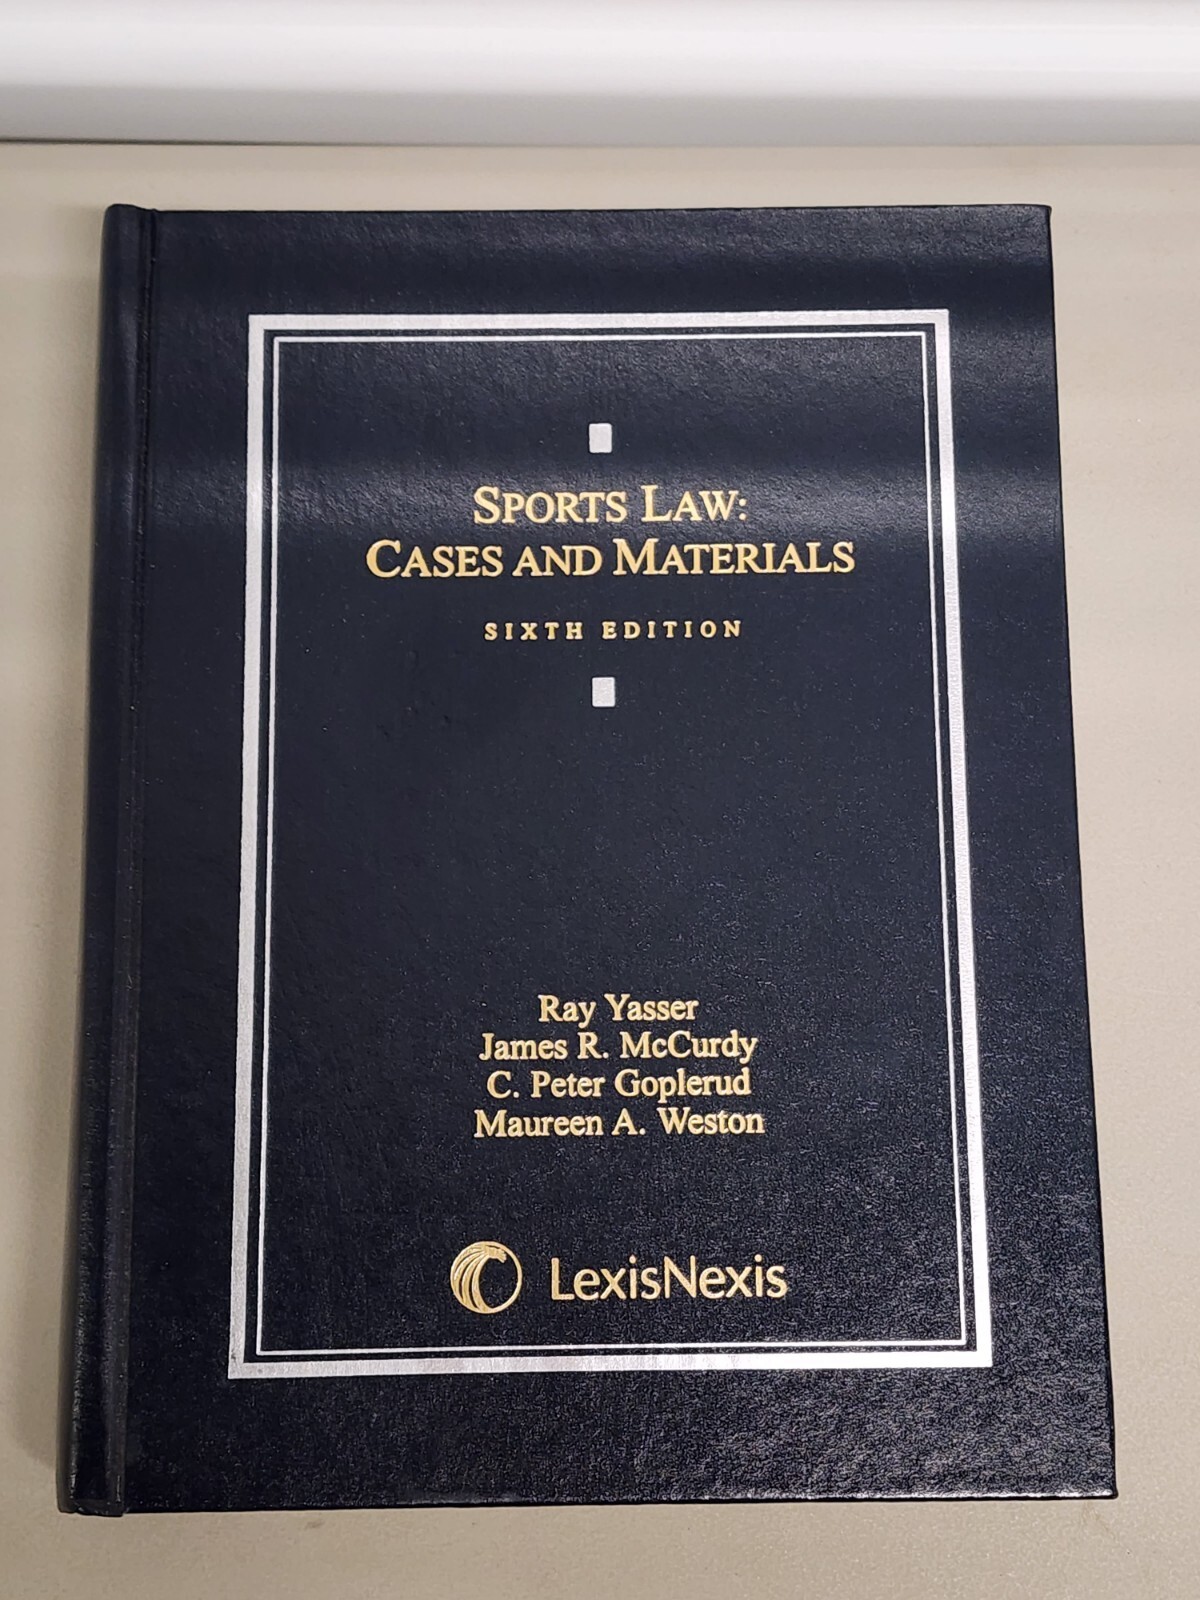 SPORTS LAW:
CASES AND MATERIALS
SIXTH EDITION
Ray Yasser
James R. McCurdy
C. Peter Goplerud
Maureen A. Weston
LexisNexis